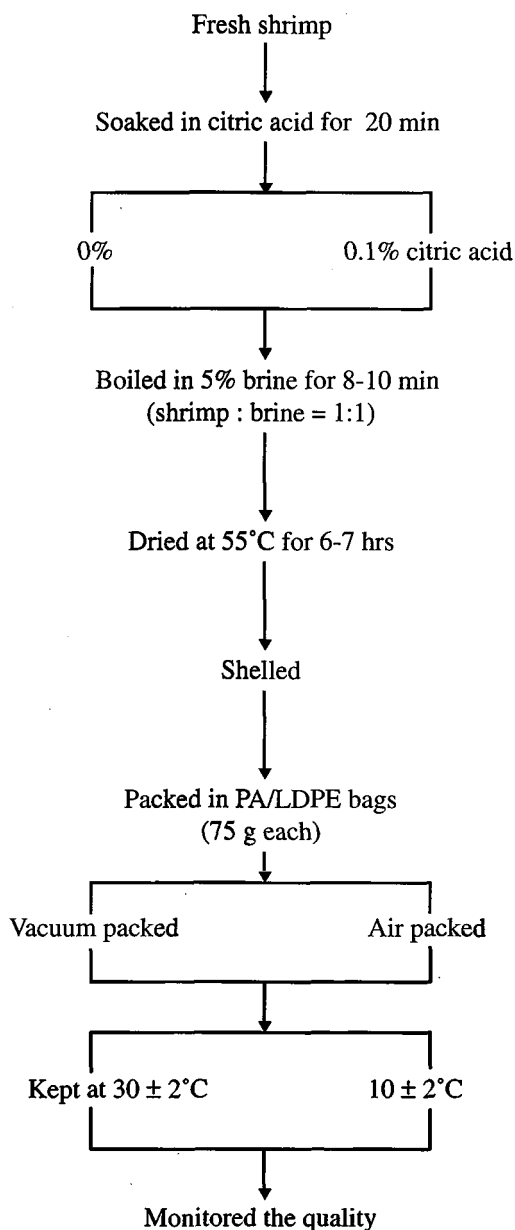 Fresh shrimp
Soaked in citric acid for 20 min
0% 0.1% citric acid
Boiled in 5% brine for 8-10 min
(shrimp : brine = 1:1)
Dried at 55°C for 6-7 hrs
Shelled
Packed in PA/LDPE bags
(75 g each)
Vacuum packed Air packed
Kept at 30 ± 2°C 10 ± 2°C
Monitored the quality